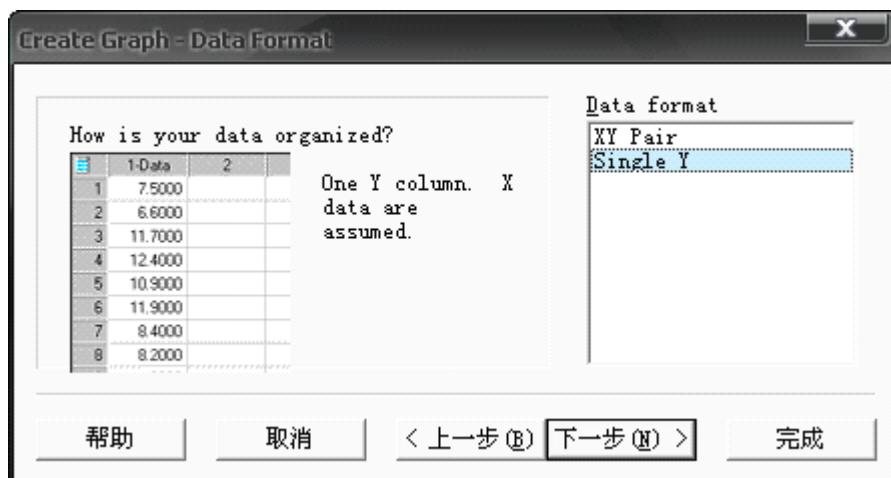 Create Graph - Data Format
X
How is your data organized?
1-Data 2
1 7.5000
2 6.6000
3 11.7000
4 12.4000
5 10.9000
6 11.9000
7 8.4000
8 8.2000
One Y column. X
data are
assumed.
Data format
XY Pair
Single Y
帮助 取消 < 上一步(B) 下一步(N) > 完成